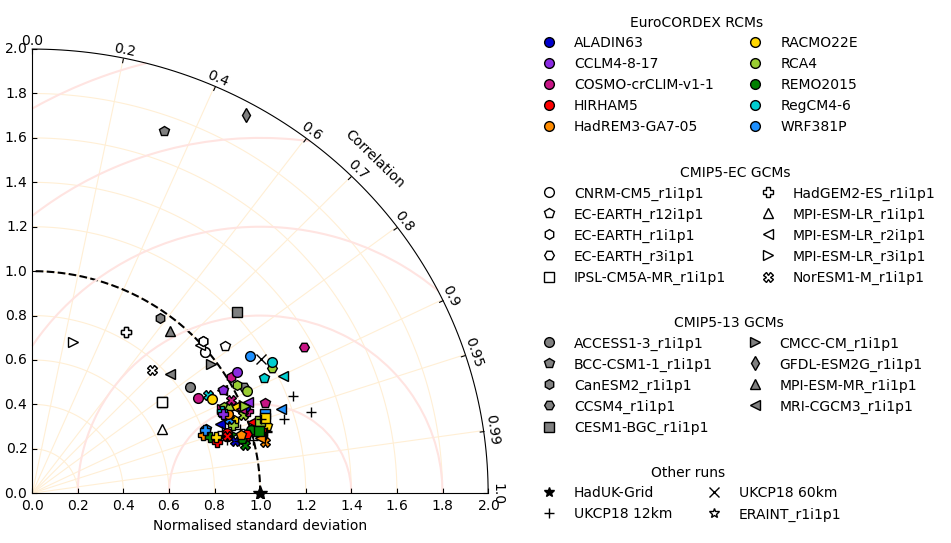 0.0
0.2
0.4
0.6
0.7
0.8
0.9
0.95
0.99
1.0
Correlation
2.0
1.8
1.6
1.4
1.2
1.0
0.8
0.6
0.4
0.2
0.0
0.0 0.2 0.4 0.6 0.8 1.0 1.2 1.4 1.6 1.8 2.0
Normalised standard deviation
EuroCORDEX RCMs
ALADIN63 RACMO22E
CCLM4-8-17 RCA4
COSMO-crCLIM-v1-1 REMO2015
HIRHAM5 RegCM4-6
HadREM3-GA7-05 WRF381P
CMIP5-EC GCMs
CNRM-CM5_r1i1p1 HadGEM2-ES_r1i1p1
EC-EARTH_r12i1p1 MPI-ESM-LR_r1i1p1
EC-EARTH_r1i1p1 MPI-ESM-LR_r2i1p1
EC-EARTH_r3i1p1 MPI-ESM-LR_r3i1p1
IPSL-CM5A-MR_r1i1p1 NorESM1-M_r1i1p1
CMIP5-13 GCMs
ACCESS1-3_r1i1p1 CMCC-CM_r1i1p1
BCC-CSM1-1_r1i1p1 GFDL-ESM2G_r1i1p1
CanESM2_r1i1p1 MPI-ESM-MR_r1i1p1
CCSM4_r1i1p1 MRI-CGCM3_r1i1p1
CESM1-BGC_r1i1p1
Other runs
HadUK-Grid UKCP18 60km
UKCP18 12km ERAINT_r1i1p1